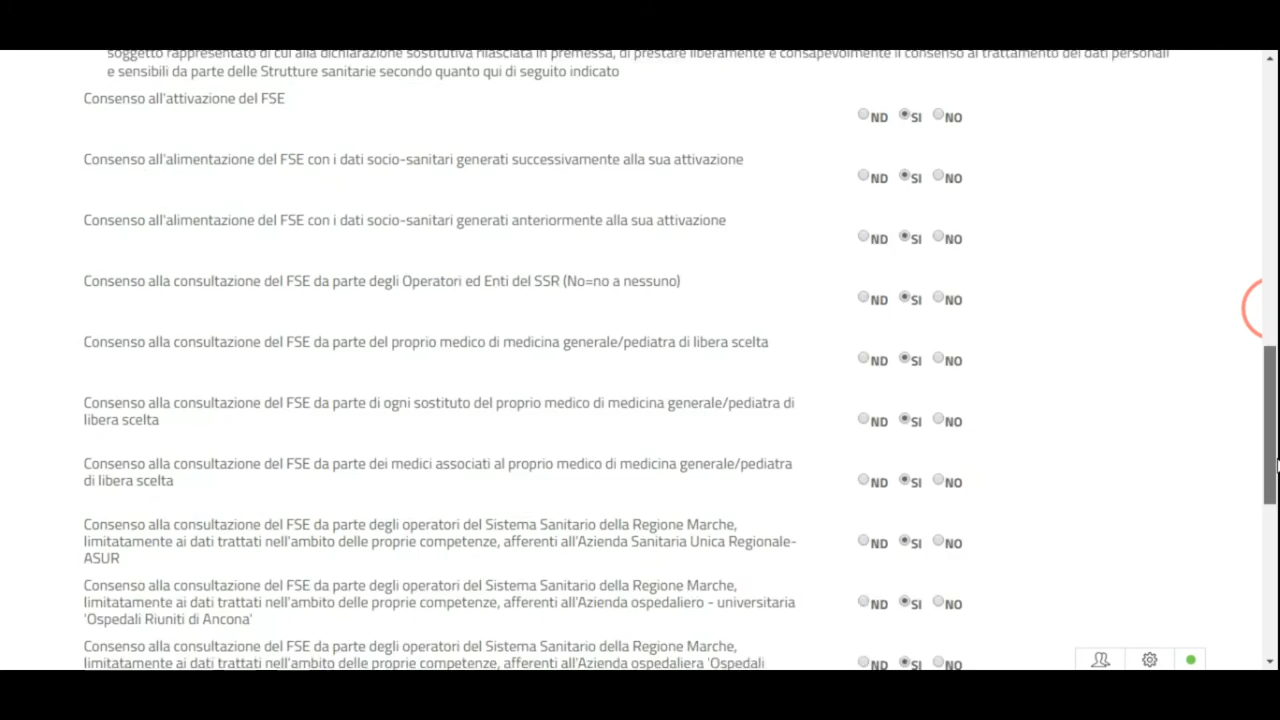 soggetto rappresentato di cui alla dichiarazione sostitutiva rilasciata in premessa, di prestare liberamente e consapevolmente il consenso al trattamento dei dati personali
e sensibili da parte delle Strutture sanitarie secondo quanto qui di seguito indicato
Consenso all'attivazione del FSE
ND SI NO
Consenso all'alimentazione del FSE con i dati socio-sanitari generati successivamente alla sua attivazione
ND SI NO
Consenso all'alimentazione del FSE con i dati socio-sanitari generati anteriormente alla sua attivazione
ND SI NO
Consenso alla consultazione del FSE da parte degli Operatori ed Enti del SSR (No=no a nessuno)
ND SI NO
Consenso alla consultazione del FSE da parte del proprio medico di medicina generale/pediatra di libera scelta
ND SI NO
Consenso alla consultazione del FSE da parte di ogni sostituto del proprio medico di medicina generale/pediatra di
libera scelta
ND SI NO
Consenso alla consultazione del FSE da parte dei medici associati al proprio medico di medicina generale/pediatra
di libera scelta
ND SI NO
Consenso alla consultazione del FSE da parte degli operatori del Sistema Sanitario della Regione Marche,
limitatamente ai dati trattati nell'ambito delle proprie competenze, afferenti all'Azienda Sanitaria Unica Regionale-
ASUR
ND SI NO
Consenso alla consultazione del FSE da parte degli operatori del Sistema Sanitario della Regione Marche,
limitatamente ai dati trattati nell'ambito delle proprie competenze, afferenti all'Azienda ospedaliero - universitaria
'Ospedali Riuniti di Ancona'
ND SI NO
Consenso alla consultazione del FSE da parte degli operatori del Sistema Sanitario della Regione Marche,
limitatamente ai dati trattati nell'ambito delle proprie competenze, afferenti all'Azienda ospedaliera 'Ospedali
ND SI NO